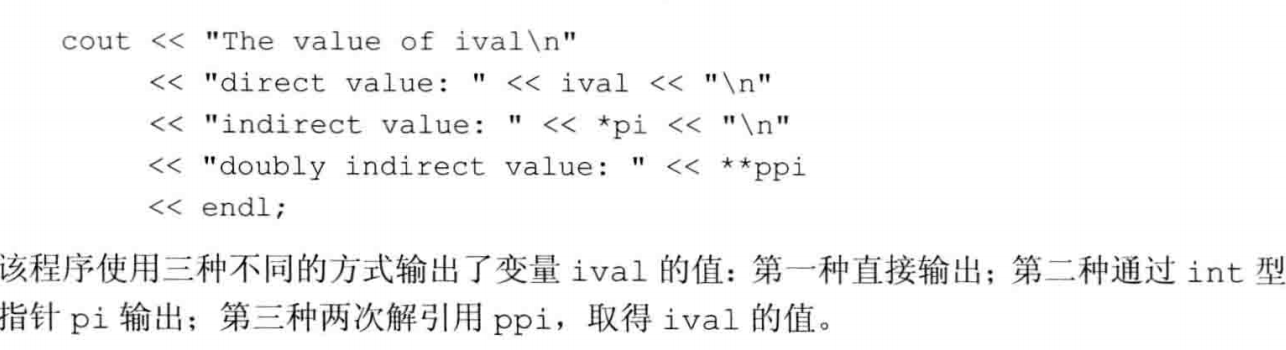 cout << "The value of ival\n"
<< "direct value: " << ival << "\n"
<< "indirect value: " << *pi << "\n"
<< "doubly indirect value: " << **ppi
<< endl;
该程序使用三种不同的方式输出了变量 ival 的值：第一种直接输出；第二种通过 int 型
指针 pi 输出；第三种两次解引用 ppi，取得 ival 的值。